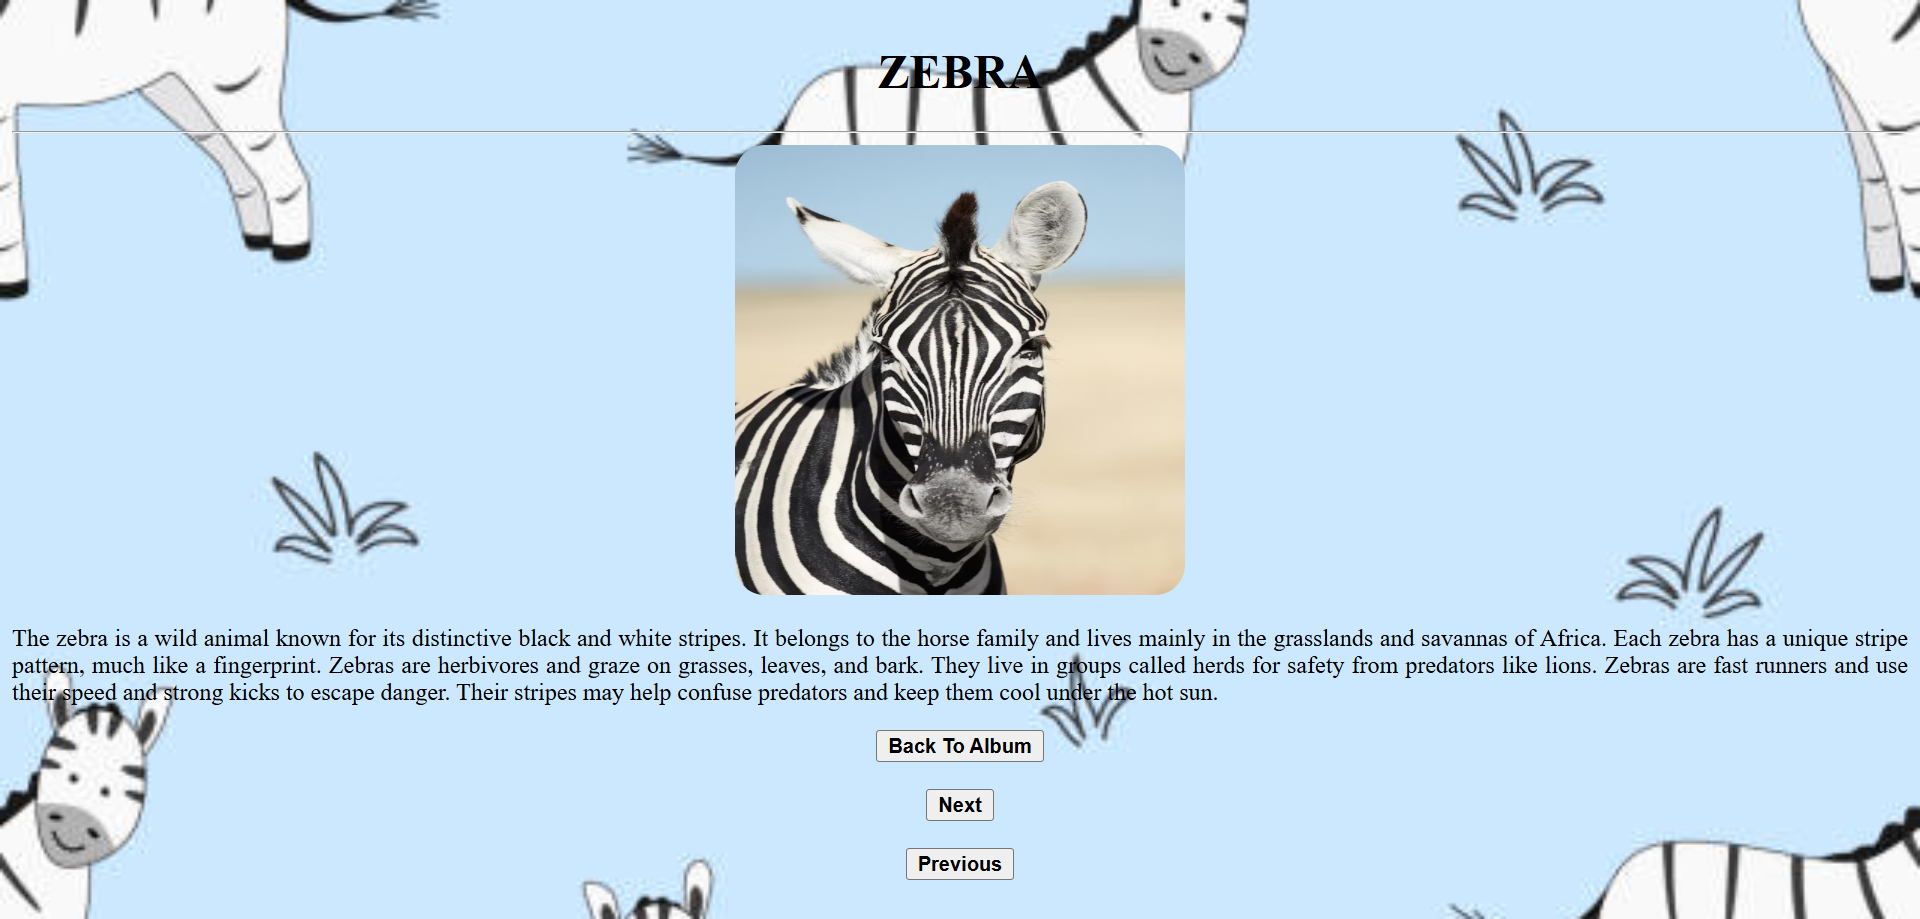 ZEBRA
The zebra is a wild animal known for its distinctive black and white stripes. It belongs to the horse family and lives mainly in the grasslands and savannas of Africa. Each zebra has a unique stripe
pattern, much like a fingerprint. Zebras are herbivores and graze on grasses, leaves, and bark. They live in groups called herds for safety from predators like lions. Zebras are fast runners and use
their speed and strong kicks to escape danger. Their stripes may help confuse predators and keep them cool under the hot sun.
Back To Album
Next
Previous